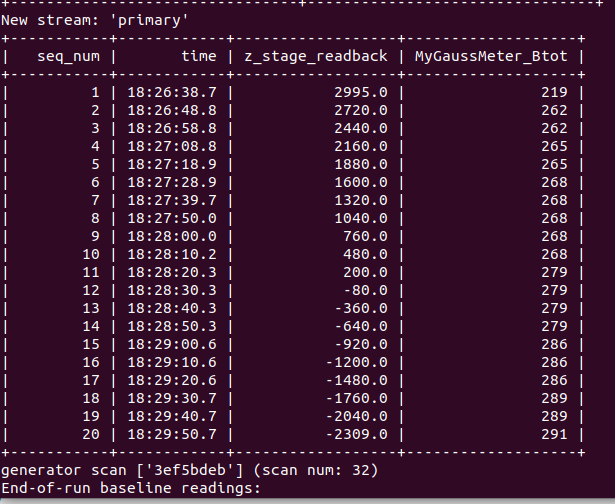 +-----------+------------+------------------+------------------+
New stream: 'primary'
+-----------+------------+------------------+-------------------+
|   seq_num |       time | z_stage_readback | MyGaussMeter_Btot |
+-----------+------------+------------------+-------------------+
|         1 | 18:26:38.7 |           2995.0 |               219 |
|         2 | 18:26:48.8 |           2720.0 |               262 |
|         3 | 18:26:58.8 |           2440.0 |               262 |
|         4 | 18:27:08.8 |           2160.0 |               265 |
|         5 | 18:27:18.9 |           1880.0 |               265 |
|         6 | 18:27:28.9 |           1600.0 |               268 |
|         7 | 18:27:39.7 |           1320.0 |               268 |
|         8 | 18:27:50.0 |           1040.0 |               268 |
|         9 | 18:28:00.0 |            760.0 |               268 |
|        10 | 18:28:10.2 |            480.0 |               268 |
|        11 | 18:28:20.3 |            200.0 |               279 |
|        12 | 18:28:30.3 |            -80.0 |               279 |
|        13 | 18:28:40.3 |           -360.0 |               279 |
|        14 | 18:28:50.3 |           -640.0 |               279 |
|        15 | 18:29:00.6 |           -920.0 |               286 |
|        16 | 18:29:10.6 |          -1200.0 |               286 |
|        17 | 18:29:20.6 |          -1480.0 |               286 |
|        18 | 18:29:30.7 |          -1760.0 |               289 |
|        19 | 18:29:40.7 |          -2040.0 |               289 |
|        20 | 18:29:50.7 |          -2309.0 |               291 |
+-----------+------------+------------------+-------------------+
generator scan ['3ef5bdeb'] (scan num: 32)
End-of-run baseline readings: